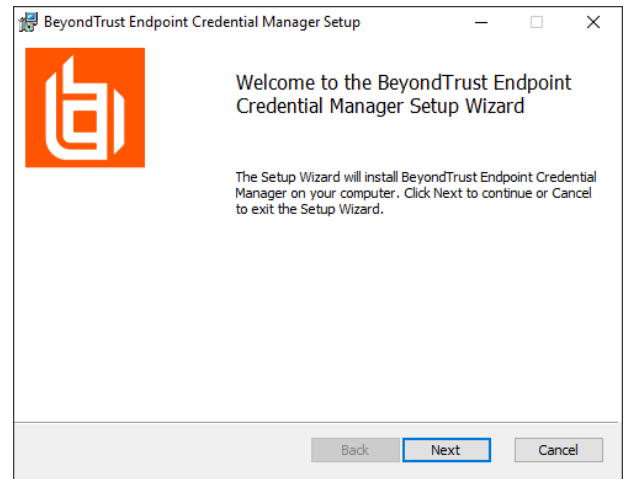 BeyondTrust Endpoint Credential Manager Setup
Welcome to the BeyondTrust Endpoint
Credential Manager Setup Wizard
The Setup Wizard will install BeyondTrust Endpoint Credential
Manager on your computer. Click Next to continue or Cancel
to exit the Setup Wizard.
Back Next Cancel